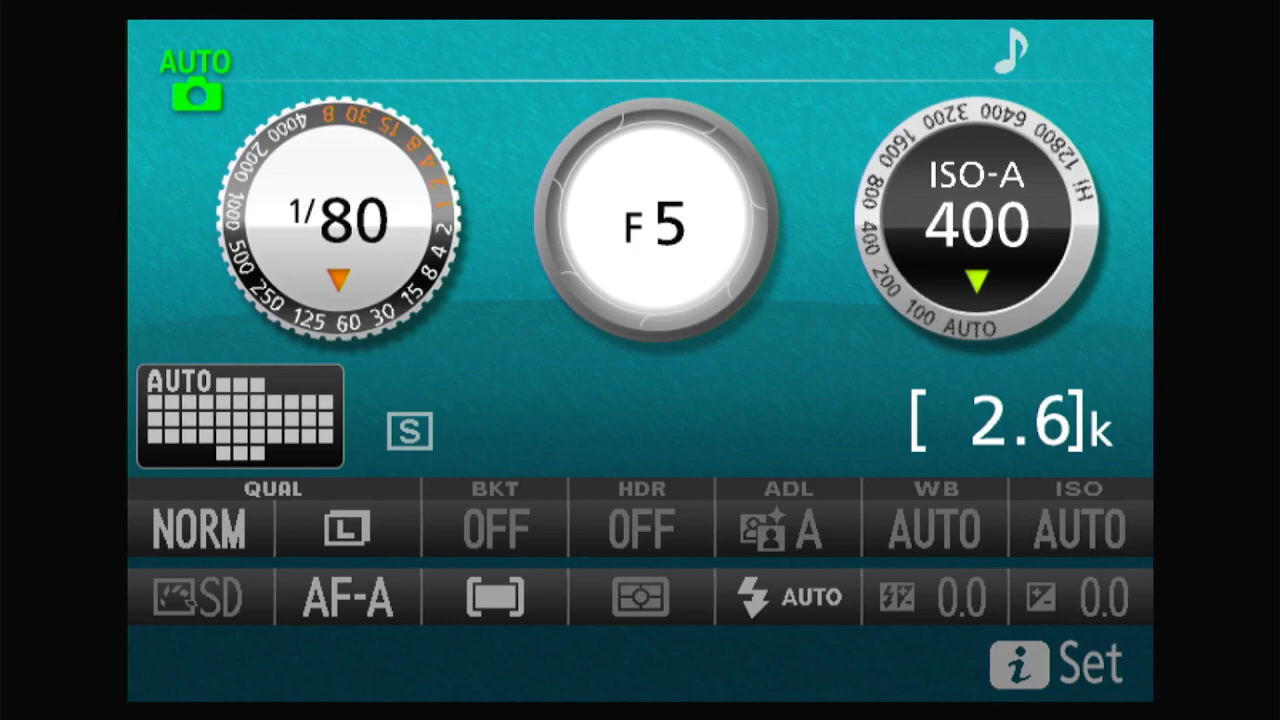 AUTO
4000 B 30 15 8 4 2 1
2000
1000
500
250
125 60 30 15 8 4 2
1/80
F5
3200 6400
1600 12800
800 Hi
400
200
100 AUTO
ISO-A
400
AUTO
S
[ 2.6]k
QUAL BKT HDR ADL WB ISO
NORM L OFF OFF A AUTO AUTO
SD AF-A AUTO 0.0 0.0
i Set